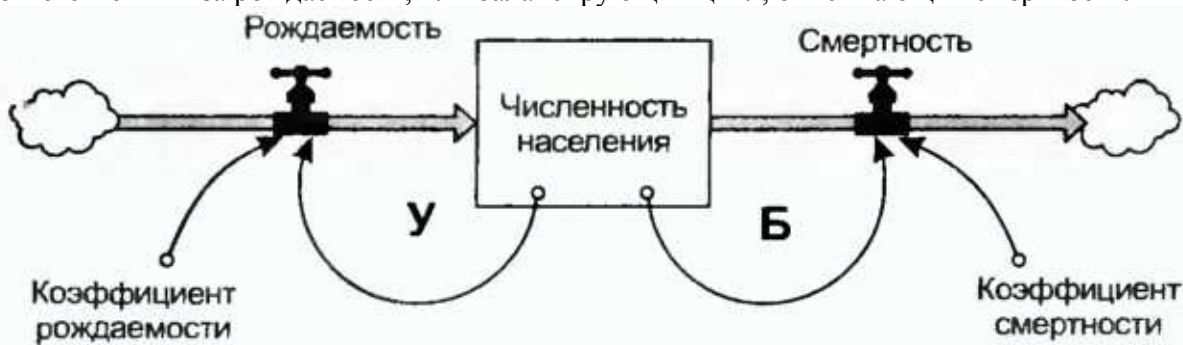 Рождаемость
Смертность
Численность
населения
У
Б
Коэффициент
рождаемости
Коэффициент
смертности